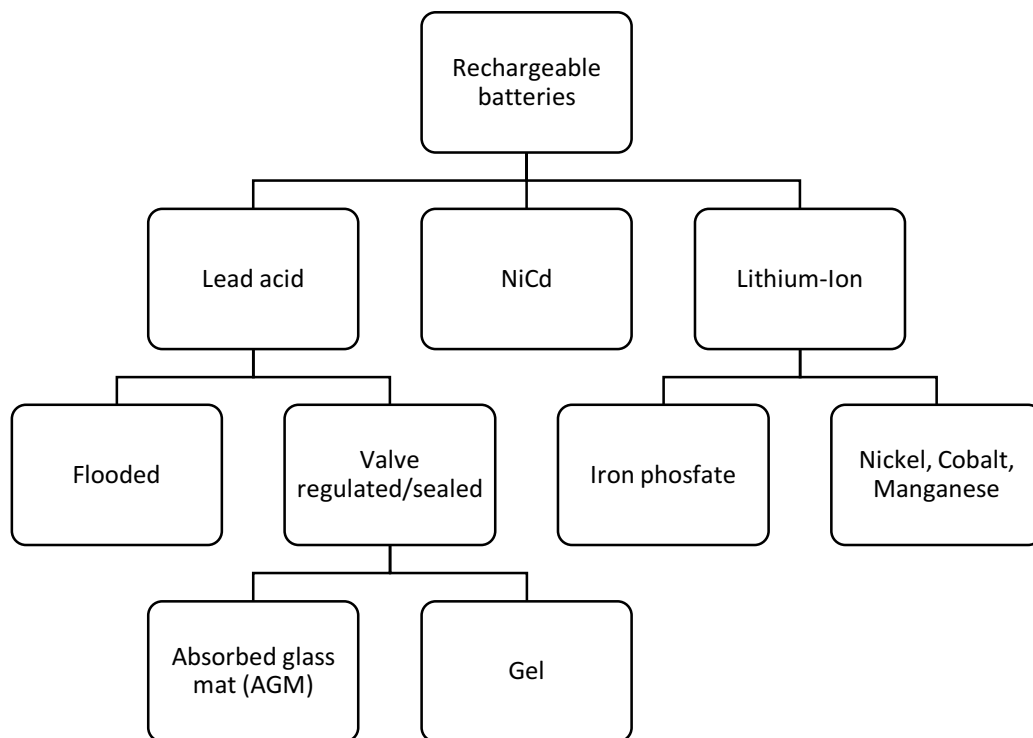 Rechargeable
batteries
Lead acid
NiCd
Lithium-Ion
Flooded
Valve
regulated/sealed
Iron phosfate
Nickel, Cobalt,
Manganese
Absorbed glass
mat (AGM)
Gel